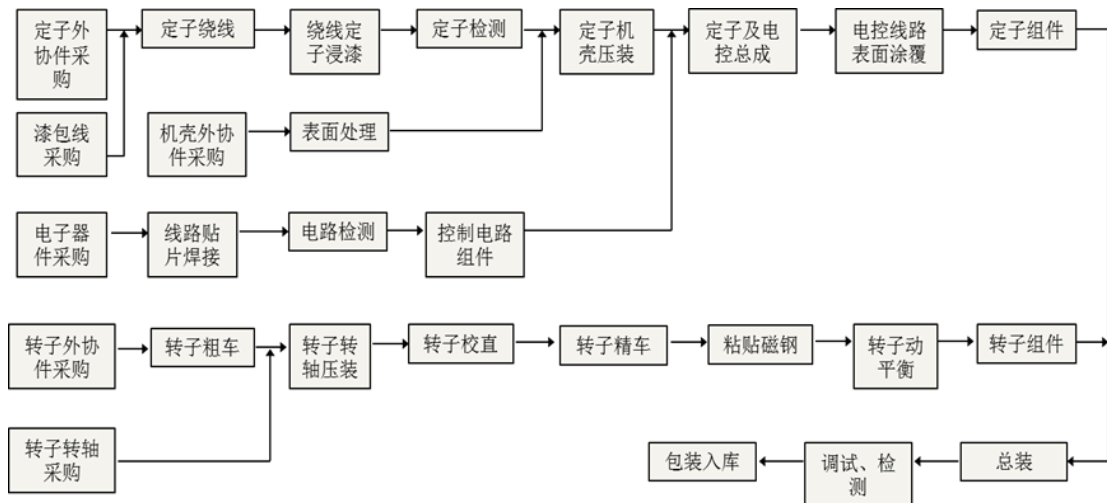 定子外
协件采
购
定子绕线
绕线定
子浸漆
定子检测
定子机
壳压装
定子及电
控总成
电控线路
表面涂覆
定子组件
漆包线
采购
机壳外协
件采购
表面处理
电子器
件采购
线路贴
片焊接
电路检测
控制电路
组件
转子外协
件采购
转子粗车
转子转
轴压装
转子校直
转子精车
粘贴磁钢
转子动
平衡
转子组件
转子转轴
采购
包装入库
调试、检
测
总装